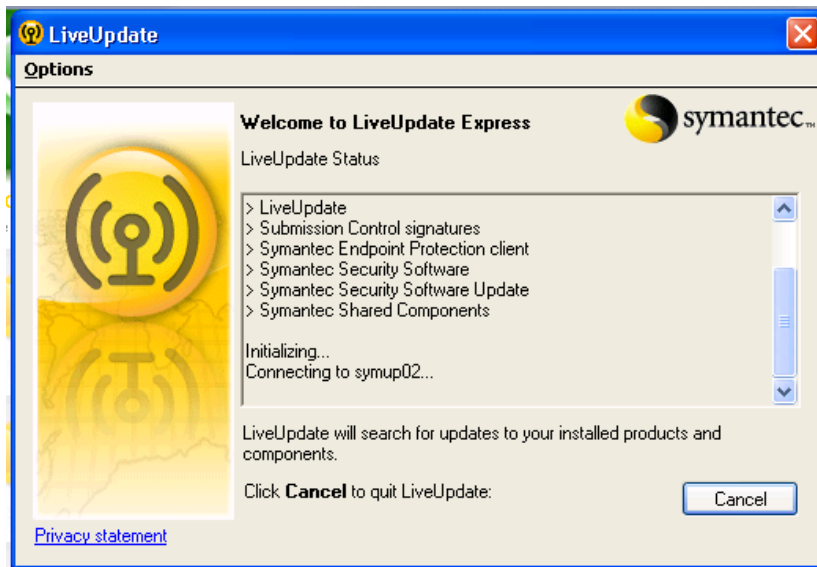 LiveUpdate
Options
symantec™
Welcome to LiveUpdate Express
LiveUpdate Status
> LiveUpdate
> Submission Control signatures
> Symantec Endpoint Protection client
> Symantec Security Software
> Symantec Security Software Update
> Symantec Shared Components
Initializing...
Connecting to symup02...
LiveUpdate will search for updates to your installed products and
components.
Click Cancel to quit LiveUpdate:
Cancel
Privacy statement